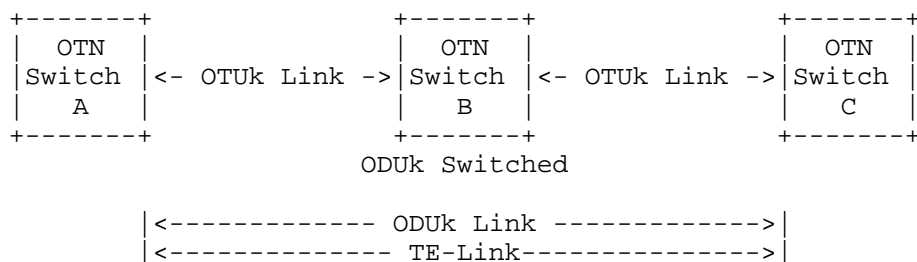 +-------+                 +-------+                 +-------+
|  OTN  |                 |  OTN  |                 |  OTN  |
|Switch |<- OTUk Link ->|Switch |<- OTUk Link ->|Switch |
|   A   |                 |   B   |                 |   C   |
+-------+                 +-------+                 +-------+
ODUk Switched
|<------------- ODUk Link ------------->|
|<-------------- TE-Link--------------->|